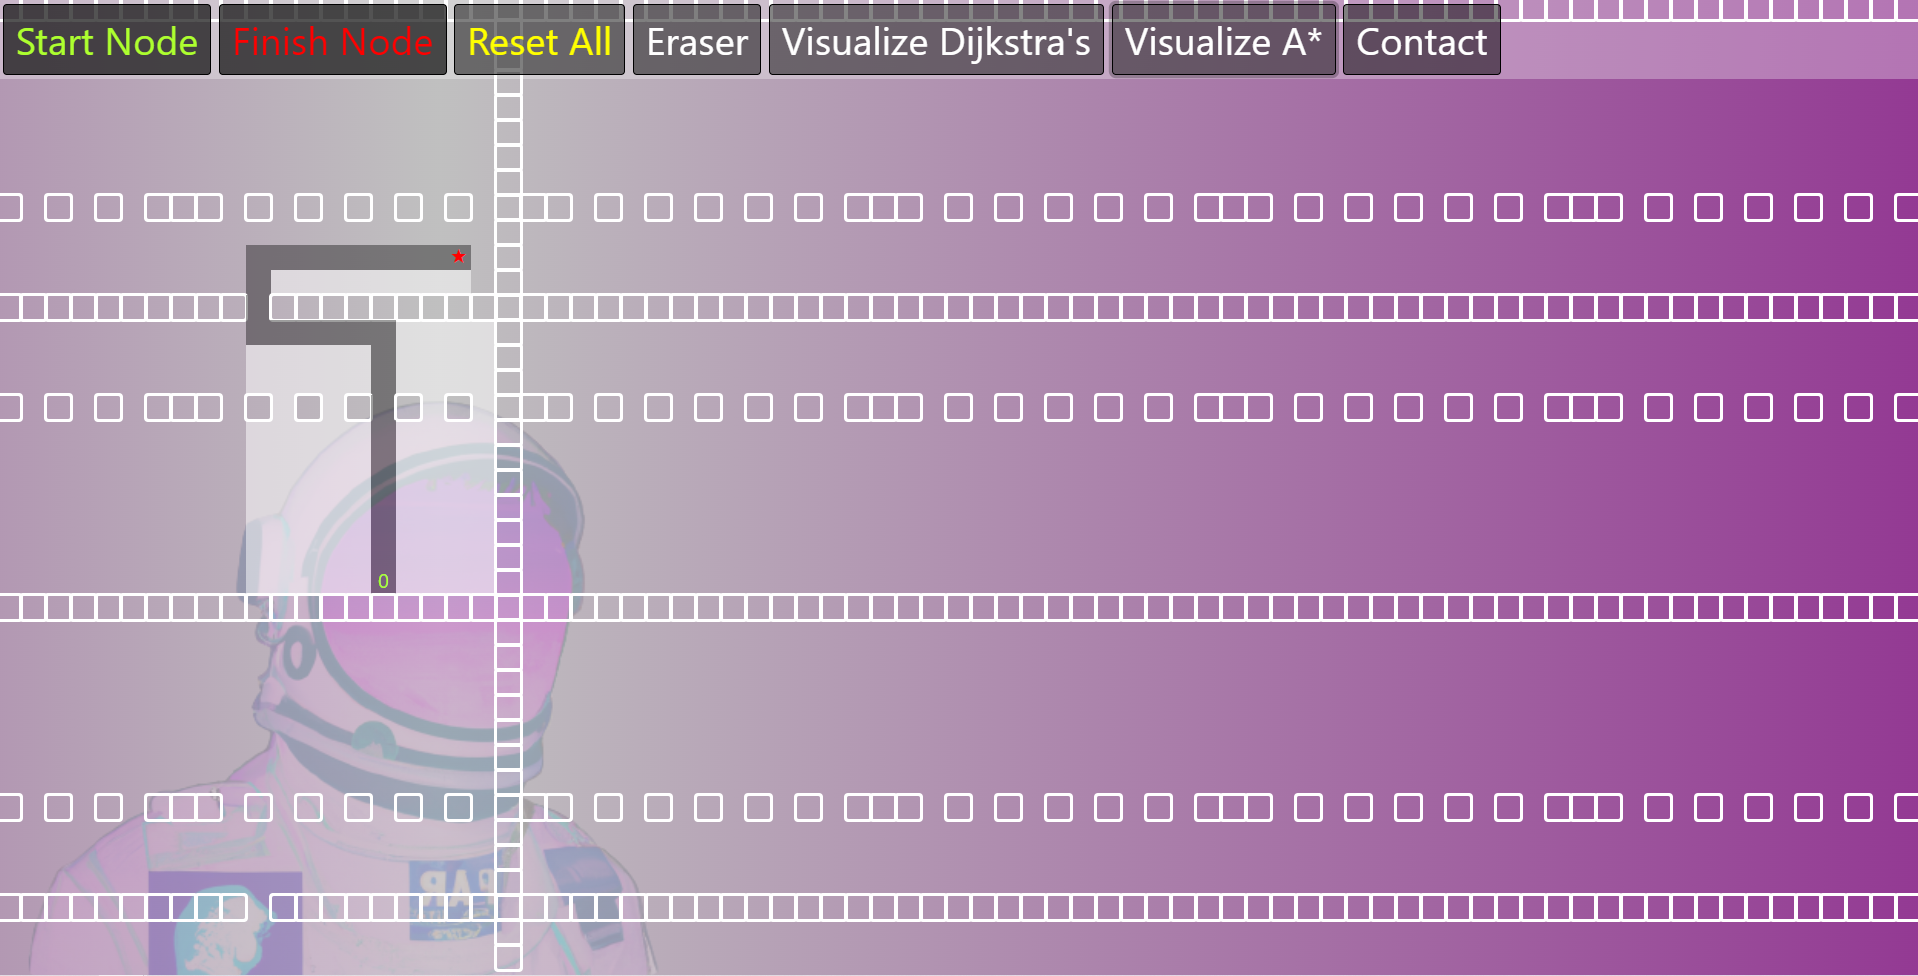 Start Node
Finish Node
Reset All
Eraser
Visualize Dijkstra's
Visualize A*
Contact
0